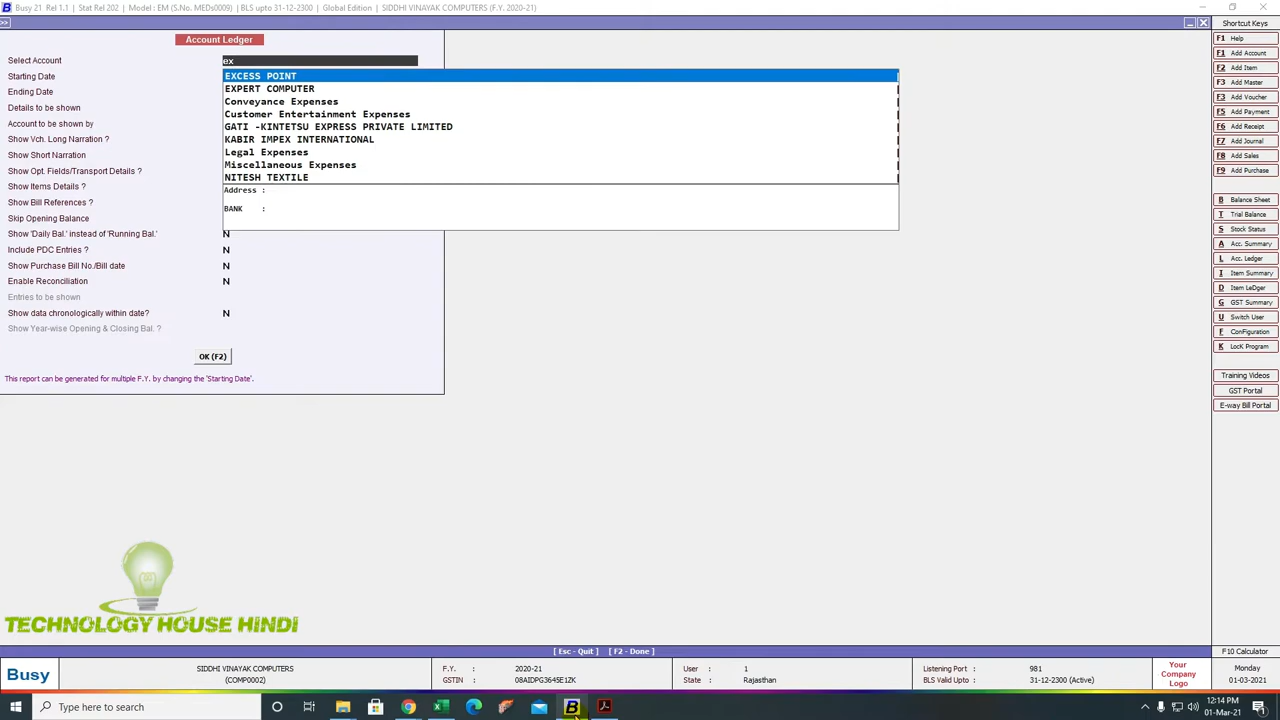 Busy 21 Rel 1.1 | Stat Rel 202 | Model : EM (S.No. MEDs0009) | BLS upto 31-12-2300 | Global Edition | SIDDHI VINAYAK COMPUTERS (F.Y. 2020-21)
>>
Account Ledger
Select Account ex
Starting Date
Ending Date
Details to be shown
Account to be shown by
Show Vch. Long Narration ?
Show Short Narration
Show Opt. Fields/Transport Details ?
Show Items Details ?
Show Bill References ?
Skip Opening Balance
Show 'Daily Bal.' instead of 'Running Bal.' N
Include PDC Entries ? N
Show Purchase Bill No./Bill date N
Enable Reconciliation N
Entries to be shown
Show data chronologically within date? N
Show Year-wise Opening & Closing Bal. ?
OK (F2)
This report can be generated for multiple F.Y. by changing the 'Starting Date'.
EXCESS POINT
EXPERT COMPUTER
Conveyance Expenses
Customer Entertainment Expenses
GATI -KINTETSU EXPRESS PRIVATE LIMITED
KABIR IMPEX INTERNATIONAL
Legal Expenses
Miscellaneous Expenses
NITESH TEXTILE
Address :
BANK :
Shortcut Keys
F1 Help
F1 Add Account
F2 Add Item
F3 Add Master
F3 Add Voucher
F5 Add Payment
F6 Add Receipt
F7 Add Journal
F8 Add Sales
F9 Add Purchase
B Balance Sheet
T Trial Balance
S Stock Status
A Acc. Summary
L Acc. Ledger
I Item Summary
D Item LeDger
G GST Summary
U Switch User
F ConFiguration
K LocK Program
Training Videos
GST Portal
E-way Bill Portal
TECHNOLOGY HOUSE HINDI
[ Esc - Quit ] [ F2 - Done ]
F10 Calculator
Busy
SIDDHI VINAYAK COMPUTERS
(COMP0002)
F.Y. : 2020-21
GSTIN : 08AIDPG3645E1ZK
User : 1
State : Rajasthan
Listening Port : 981
BLS Valid Upto : 31-12-2300 (Active)
Your
Company
Logo
Monday
01-03-2021
Type here to search
12:14 PM
01-Mar-21